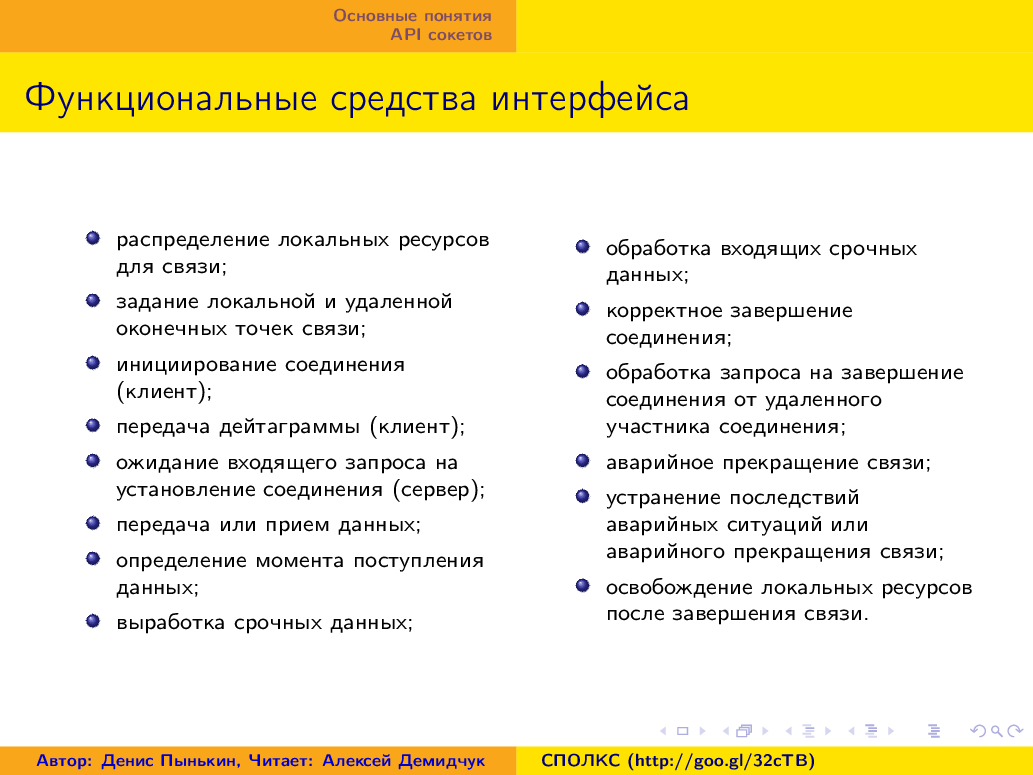 Основные понятия
API сокетов
Функциональные средства интерфейса
распределение локальных ресурсов
для связи;
задание локальной и удаленной
оконечных точек связи;
инициирование соединения
(клиент);
передача дейтаграммы (клиент);
ожидание входящего запроса на
установление соединения (сервер);
передача или прием данных;
определение момента поступления
данных;
выработка срочных данных;
обработка входящих срочных
данных;
корректное завершение
соединения;
обработка запроса на завершение
соединения от удаленного
участника соединения;
аварийное прекращение связи;
устранение последствий
аварийных ситуаций или
аварийного прекращения связи;
освобождение локальных ресурсов
после завершения связи.
Автор: Денис Пынькин, Читает: Алексей Демидчук
СПОЛКС (http://goo.gl/32cTB)